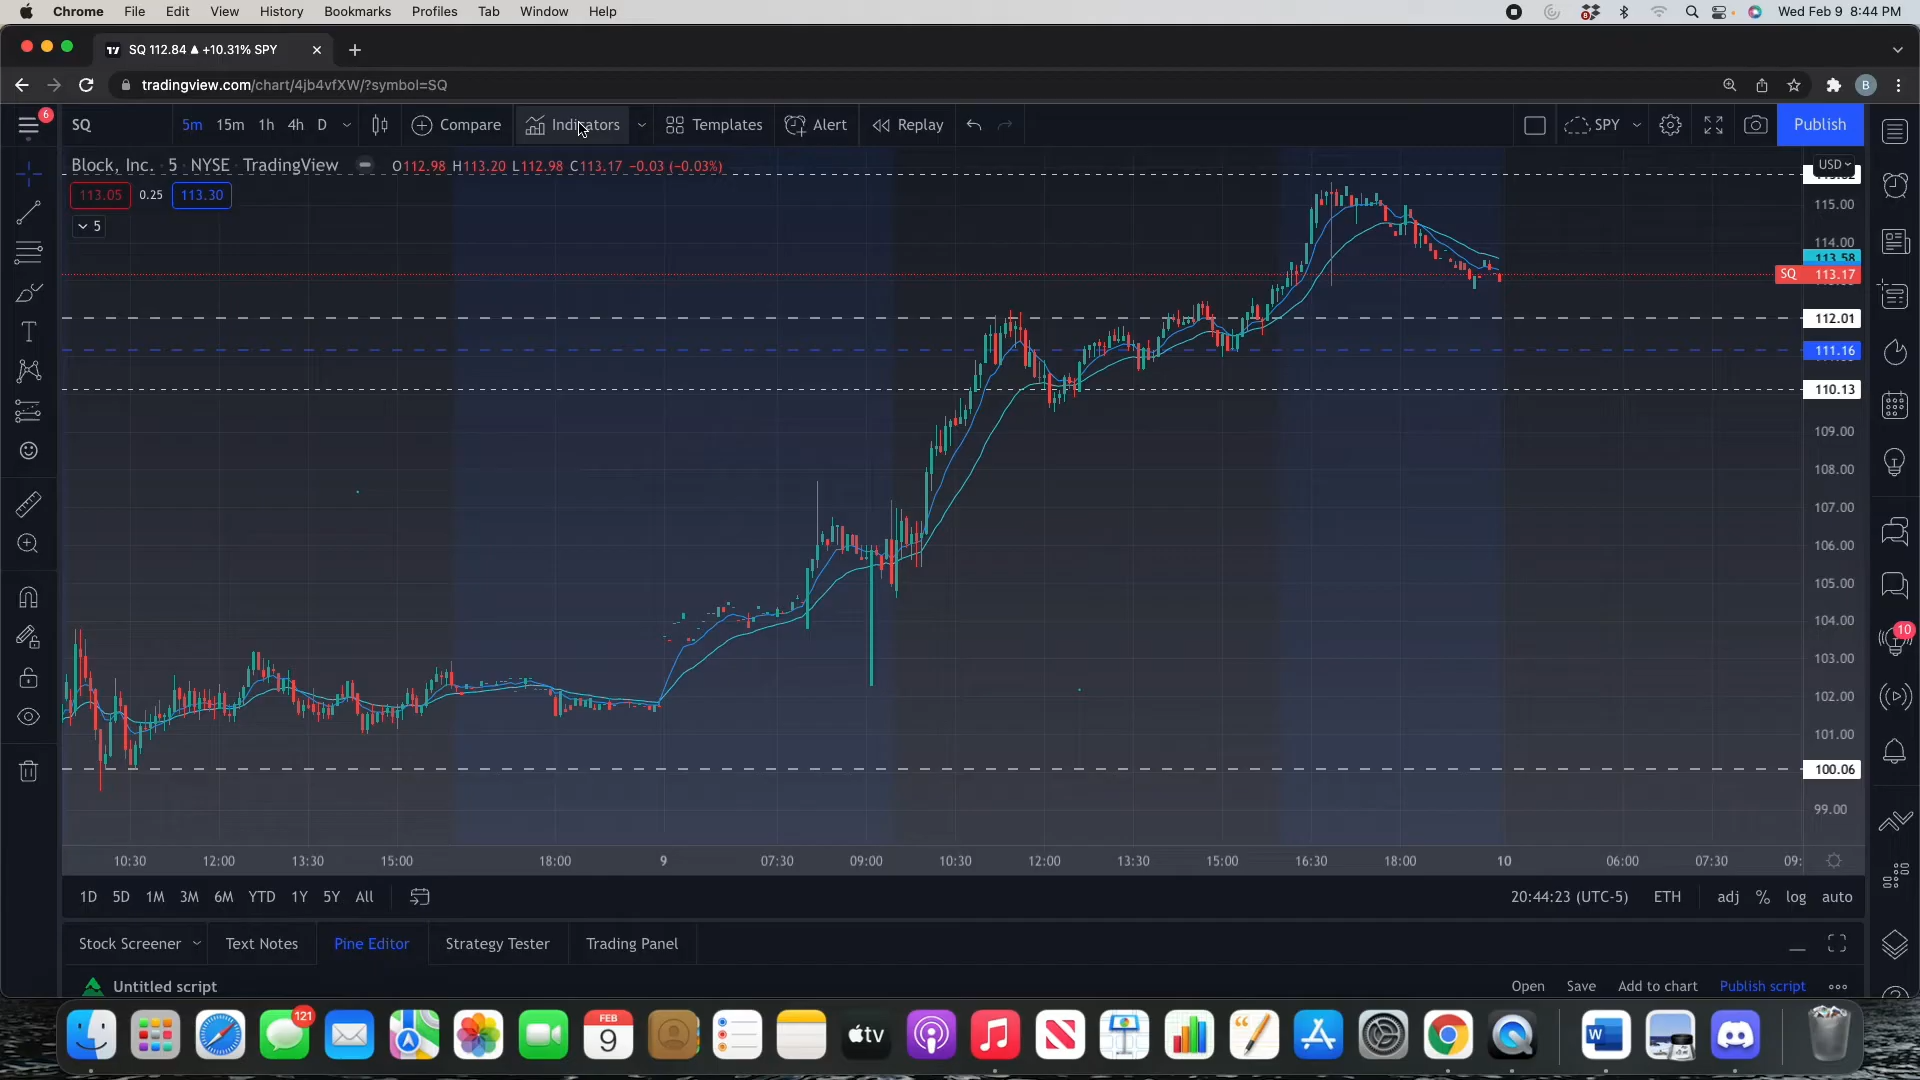 Chrome File Edit View History Bookmarks Profiles Tab Window Help
8
Wed Feb 9 8:44 PM
SQ 112.84 ▲ +10.31% SPY
tradingview.com/chart/4jb4vfXW/?symbol=SQ
B
6
SQ 5m 15m 1h 4h D Compare Indicators Templates Alert Replay SPY Publish
Block, Inc. 5 NYSE TradingView O112.98 H113.20 L112.98 C113.17 −0.03 (−0.03%)
USD
113.05 0.25 113.30
5
115.00
114.00
113.58
SQ 113.17
112.01
111.16
110.13
109.00
108.00
107.00
106.00
105.00
104.00
10
103.00
102.00
101.00
100.06
99.00
10:30 12:00 13:30 15:00 18:00 9 07:30 09:00 10:30 12:00 13:30 15:00 16:30 18:00 10 06:00 07:30 09:
1D 5D 1M 3M 6M YTD 1Y 5Y All 20:44:23 (UTC-5) ETH adj % log auto
Stock Screener Text Notes Pine Editor Strategy Tester Trading Panel
Untitled script Open Save Add to chart Publish script
121
FEB
9
tv
W